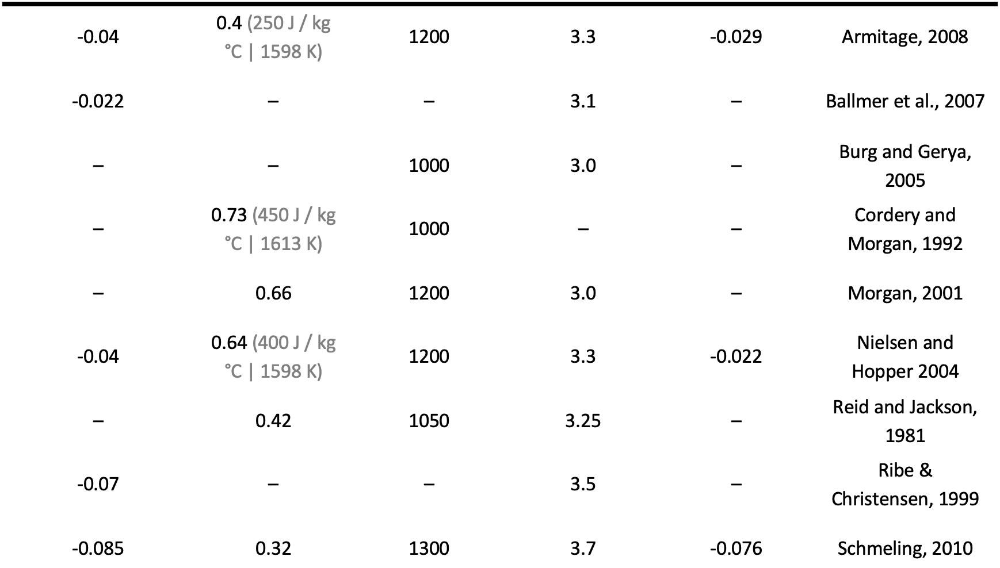 -0.04 0.4 (250 J / kg °C | 1598 K) 1200 3.3 -0.029 Armitage, 2008
-0.022 – – 3.1 – Ballmer et al., 2007
– – 1000 3.0 – Burg and Gerya, 2005
– 0.73 (450 J / kg °C | 1613 K) 1000 – – Cordery and Morgan, 1992
– 0.66 1200 3.0 – Morgan, 2001
-0.04 0.64 (400 J / kg °C | 1598 K) 1200 3.3 -0.022 Nielsen and Hopper 2004
– 0.42 1050 3.25 – Reid and Jackson, 1981
-0.07 – – 3.5 – Ribe & Christensen, 1999
-0.085 0.32 1300 3.7 -0.076 Schmeling, 2010